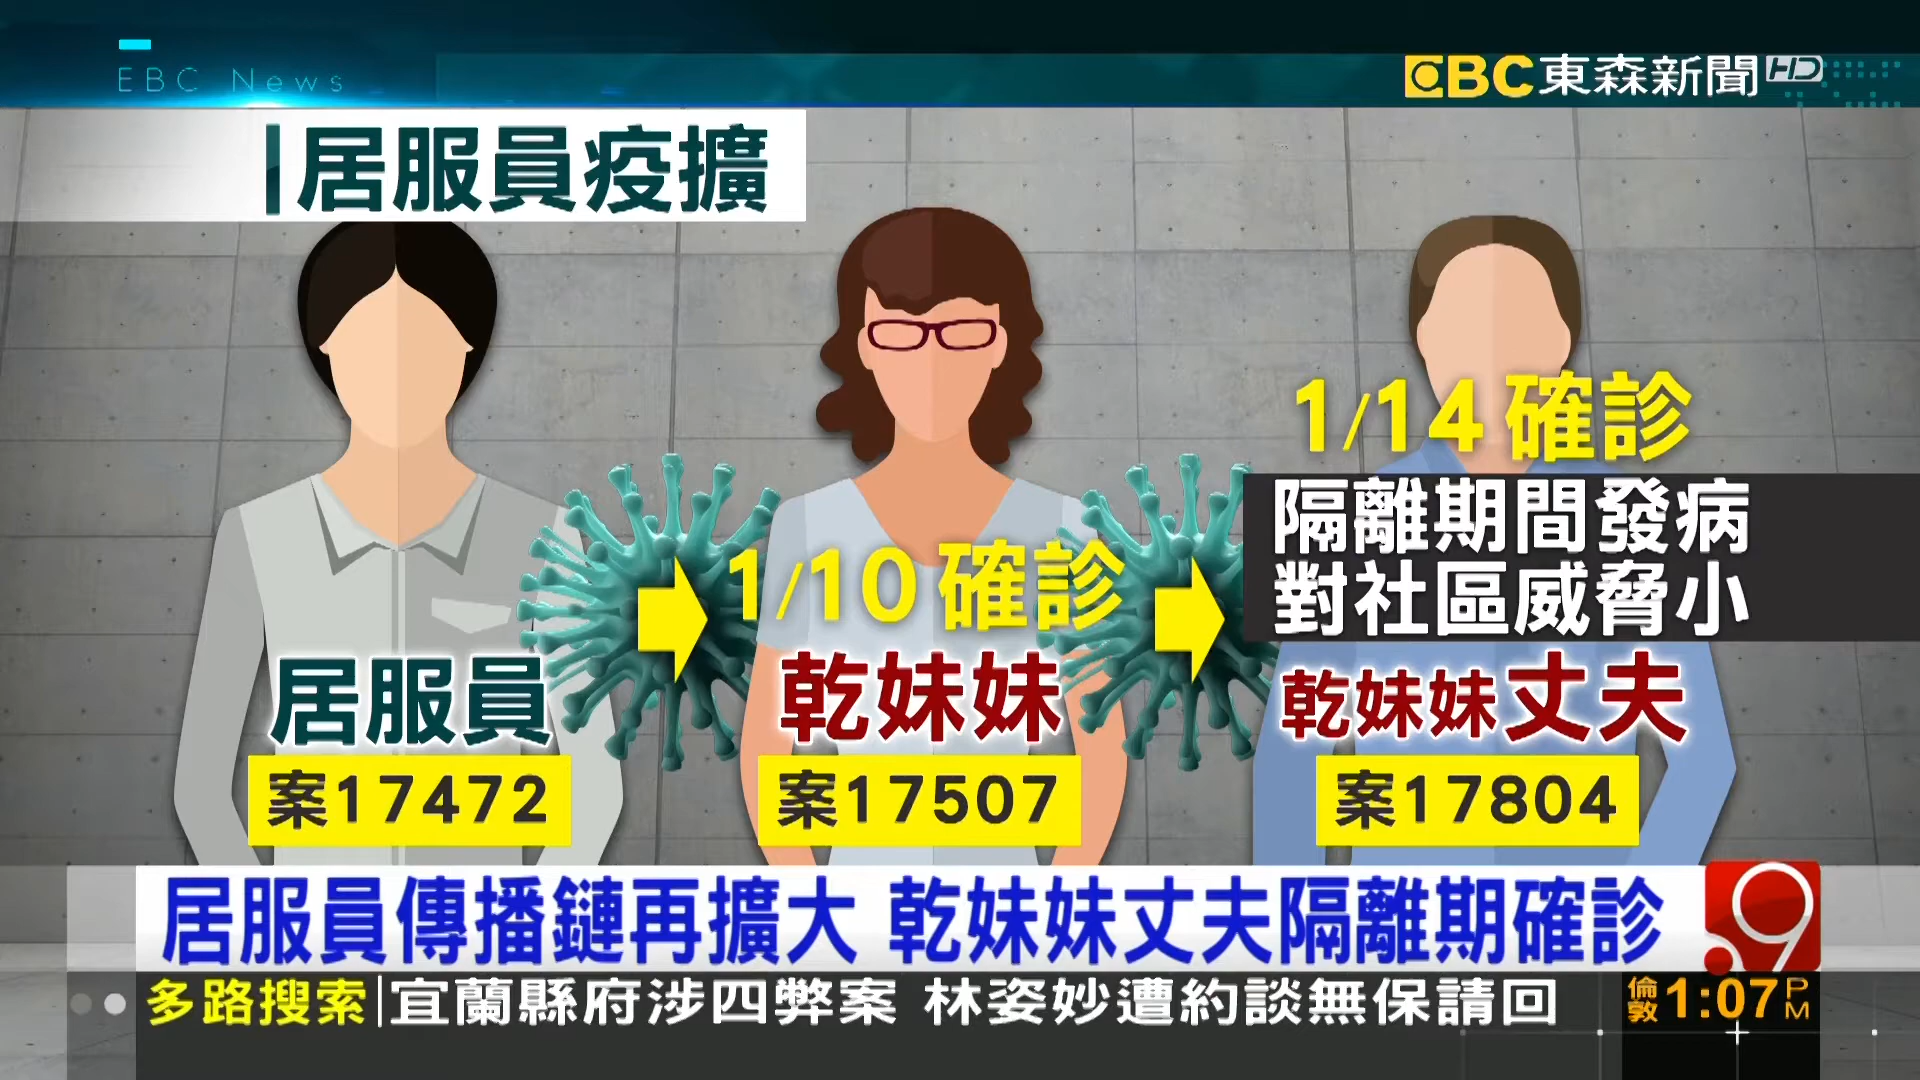 EBC News
EBC東森新聞HD
居服員疫擴
1/14確診
隔離期間發病
對社區威脅小
1/10確診
居服員
乾妹妹
乾妹妹丈夫
案17472
案17507
案17804
居服員傳播鏈再擴大 乾妹妹丈夫隔離期確診
9
多路搜索
宜蘭縣府涉四弊案 林姿妙遭約談無保請回
倫敦 1:07 PM